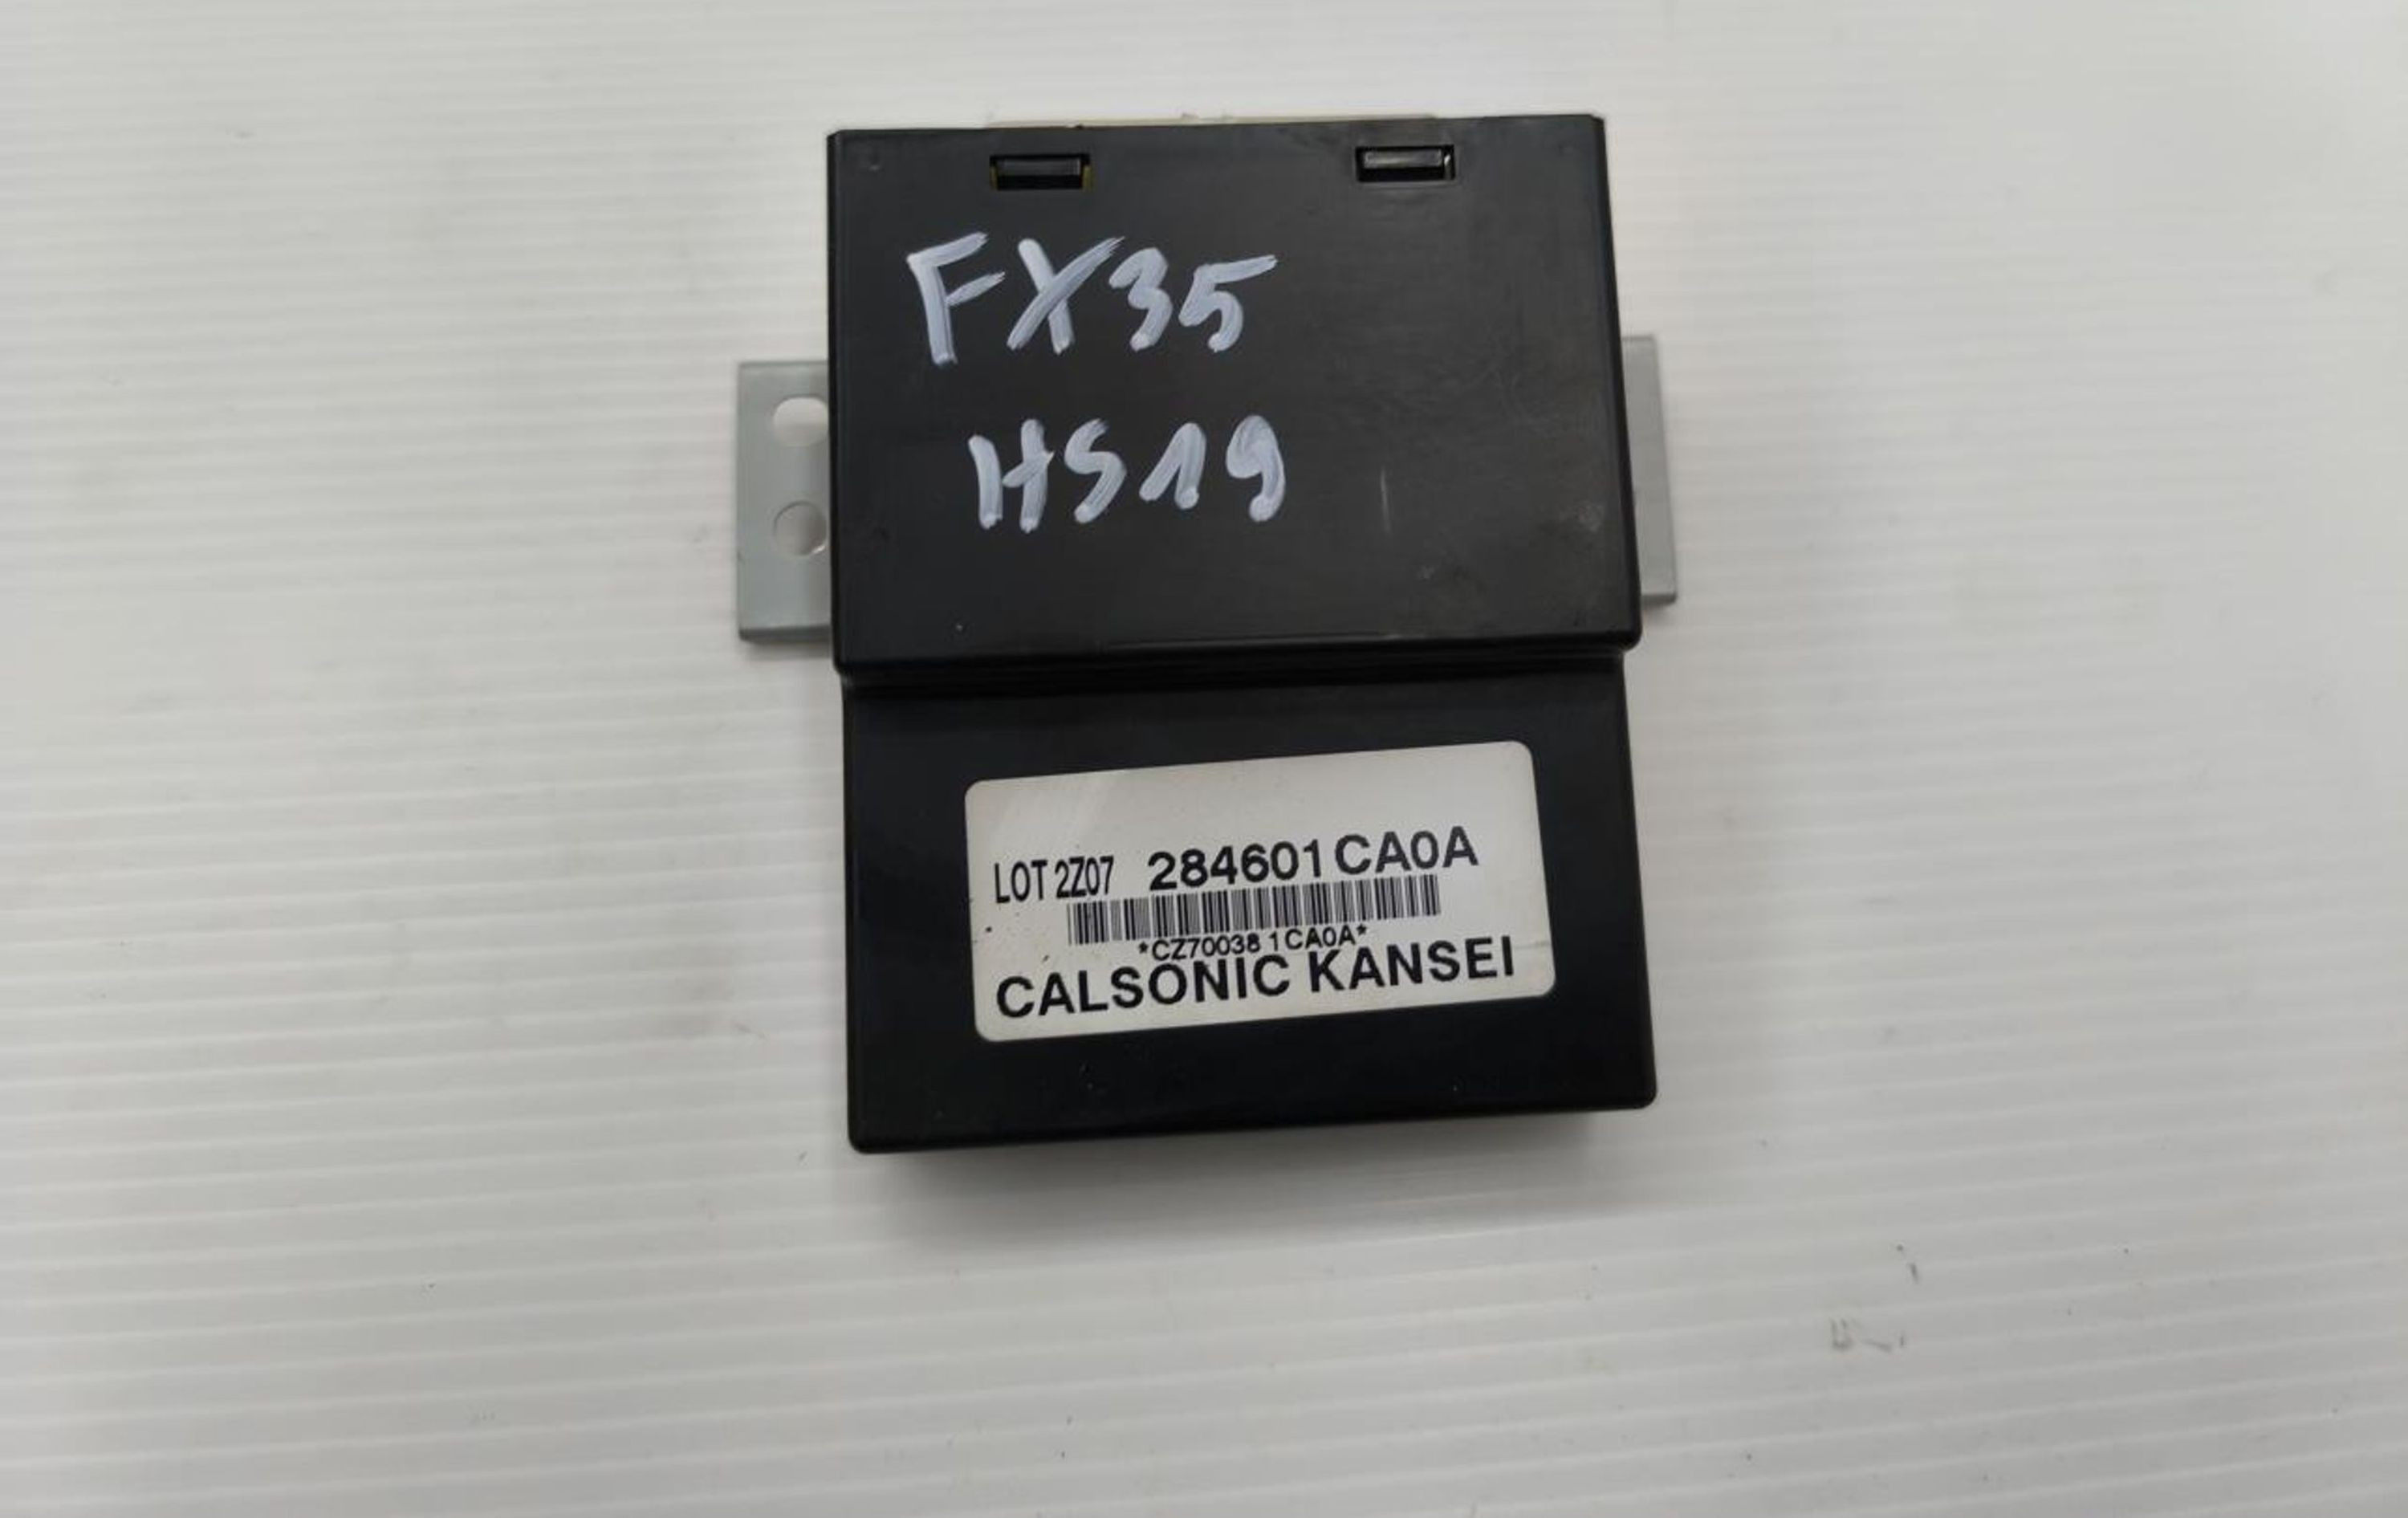 FX35
HS19
LOT 2Z07 284601CA0A
*CZ70038 1CA0A*
CALSONIC KANSEI